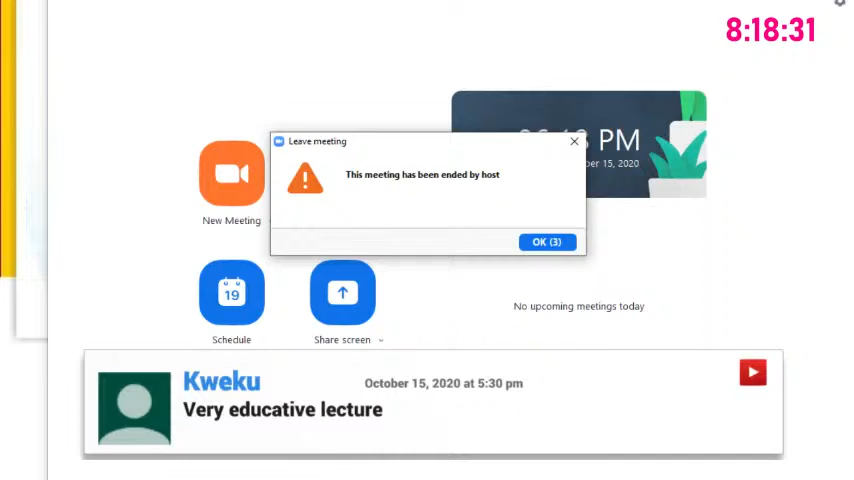 8:18:31
Leave meeting
PM
This meeting has been ended by host
15, 2020
New Meeting
OK (3)
19
No upcoming meetings today
Schedule
Share screen
Kweku
October 15, 2020 at 5:30 pm
Very educative lecture